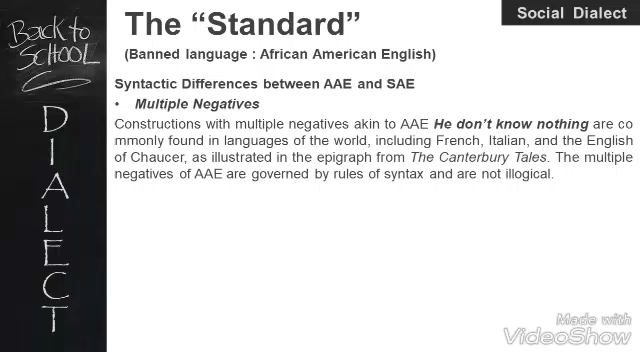 Back to
SCHOOL
DIALECT
Social Dialect
The “Standard”
(Banned language : African American English)
Syntactic Differences between AAE and SAE
• Multiple Negatives
Constructions with multiple negatives akin to AAE He don’t know nothing are co
mmonly found in languages of the world, including French, Italian, and the English
of Chaucer, as illustrated in the epigraph from The Canterbury Tales. The multiple
negatives of AAE are governed by rules of syntax and are not illogical.
Made with
VideoShow